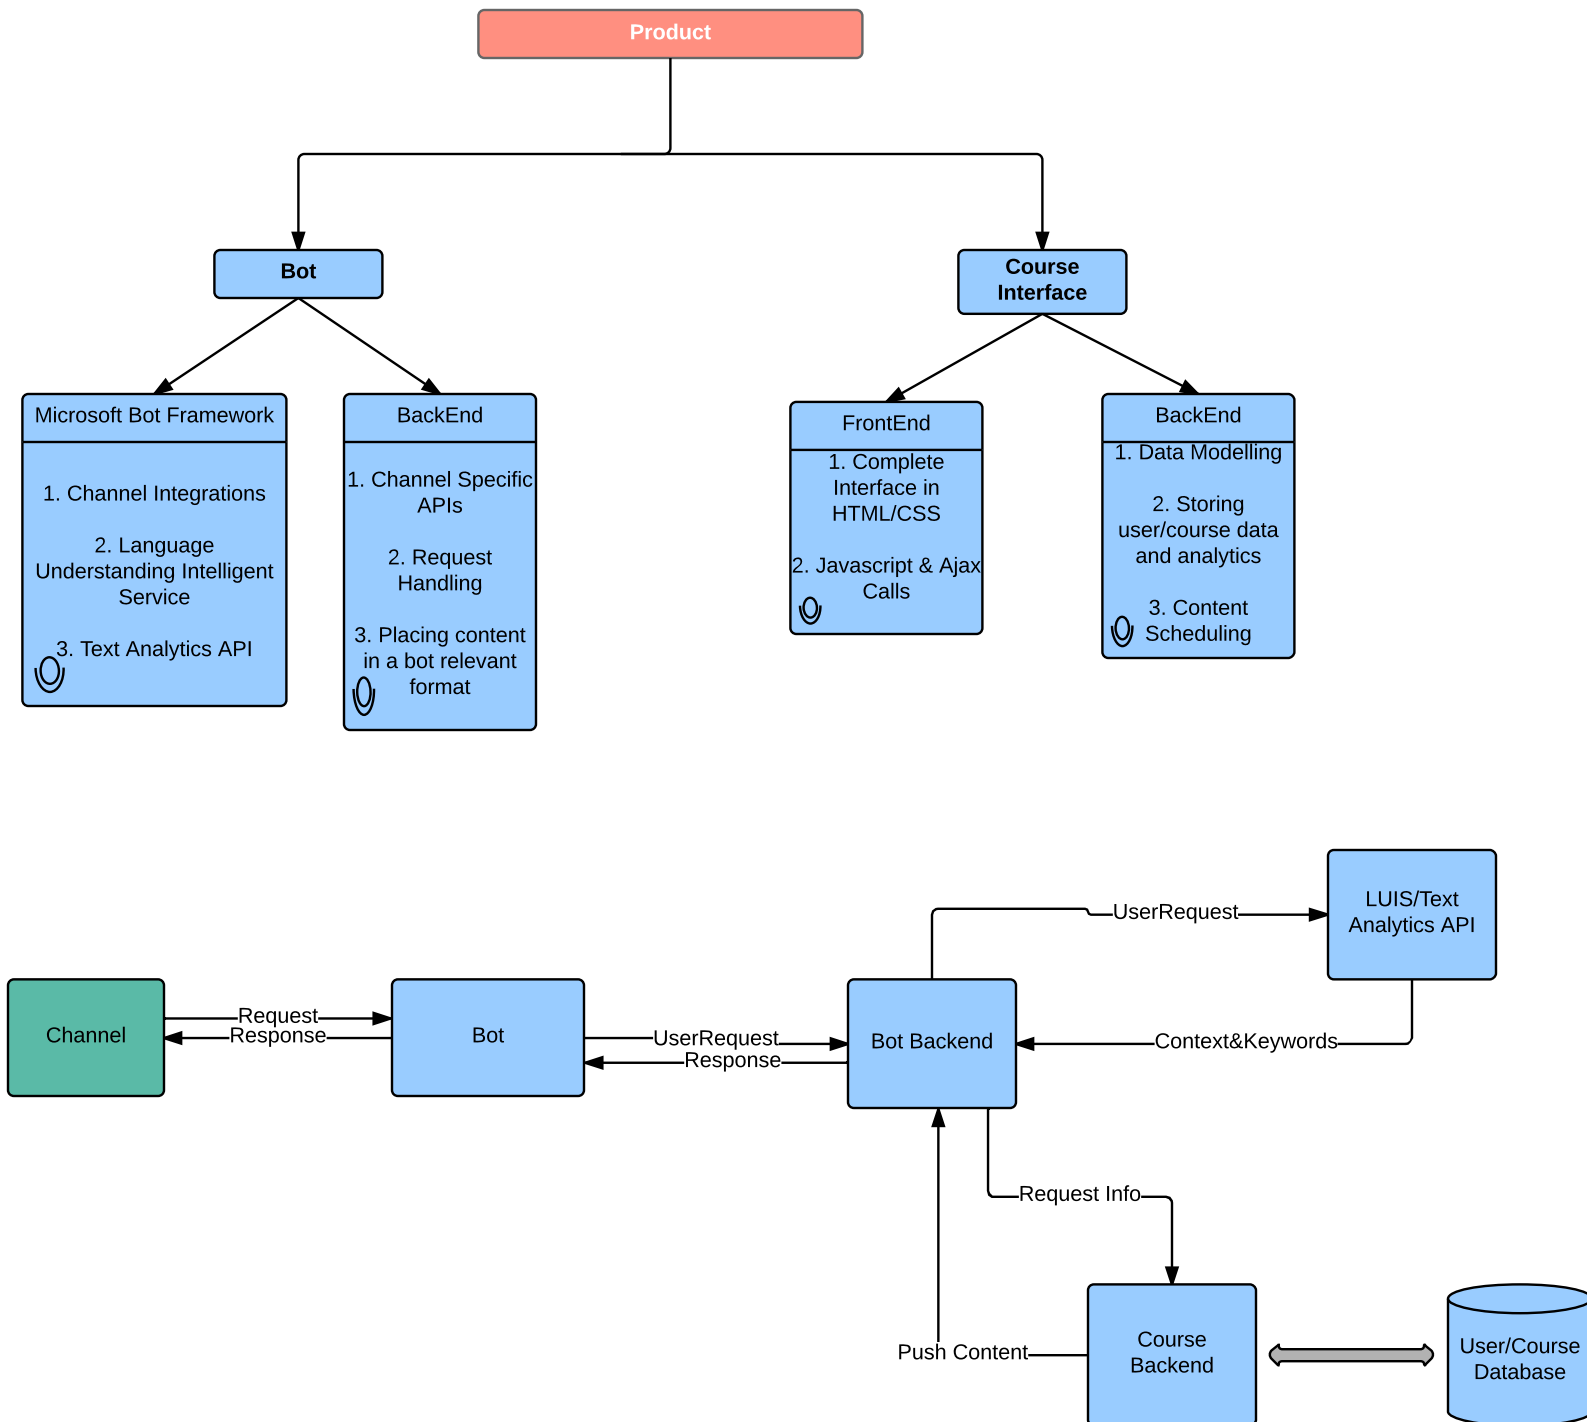 Product
Bot
Course
Interface
Microsoft Bot Framework
1. Channel Integrations
2. Language
Understanding Intelligent
Service
3. Text Analytics API
BackEnd
1. Channel Specific
APIs
2. Request
Handling
3. Placing content
in a bot relevant
format
FrontEnd
1. Complete
Interface in
HTML/CSS
2. Javascript & Ajax
Calls
BackEnd
1. Data Modelling
2. Storing
user/course data
and analytics
3. Content
Scheduling
Channel
Request
Response
Bot
UserRequest
Response
Bot Backend
UserRequest
LUIS/Text
Analytics API
Context&Keywords
Request Info
Push Content
Course
Backend
User/Course
Database